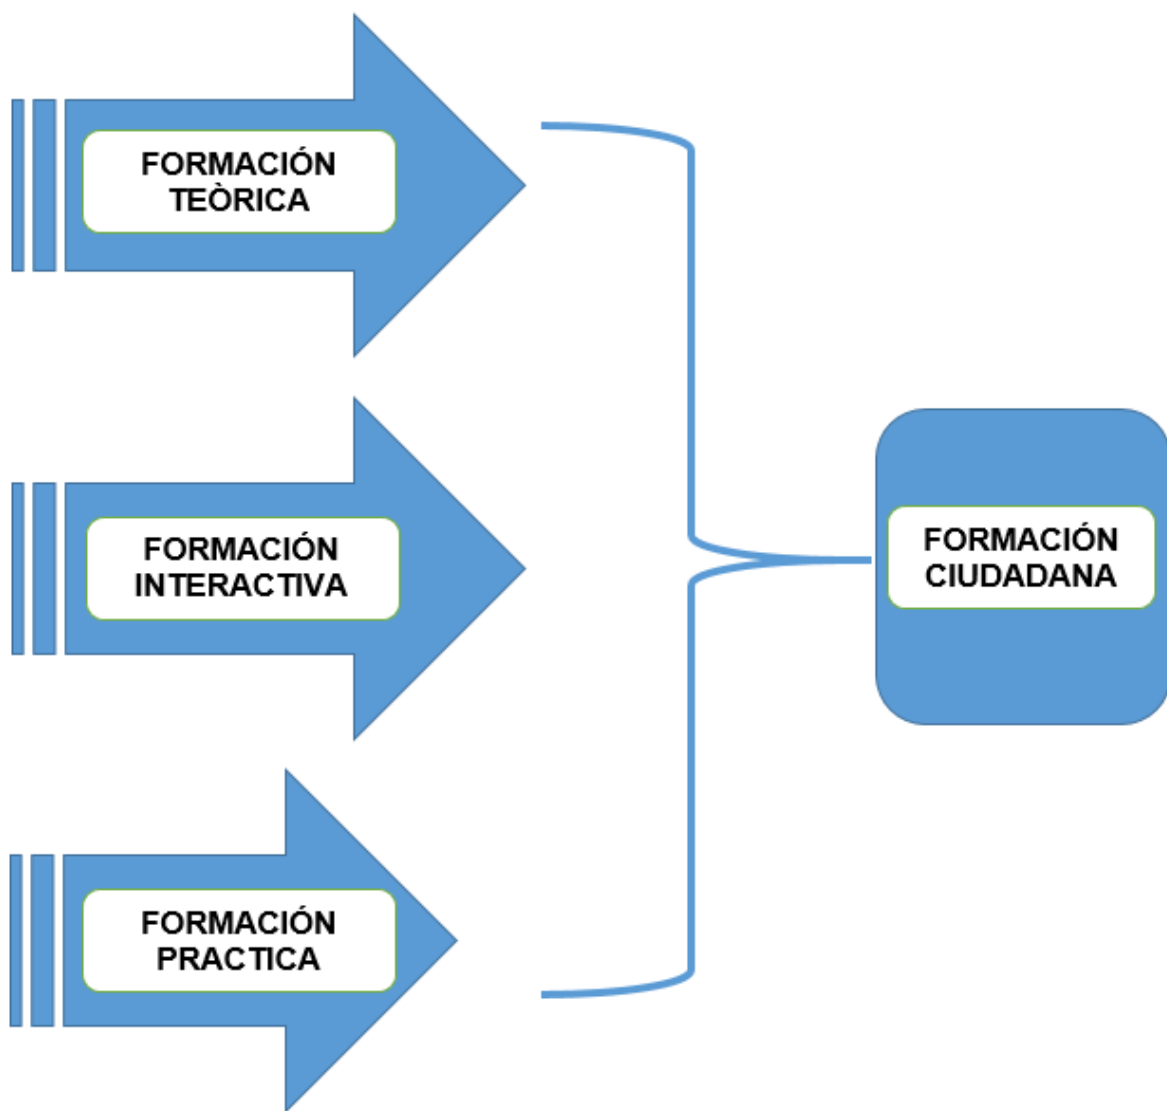 FORMACIÓN
TEÒRICA
FORMACIÓN
INTERACTIVA
FORMACIÓN
PRACTICA
FORMACIÓN
CIUDADANA